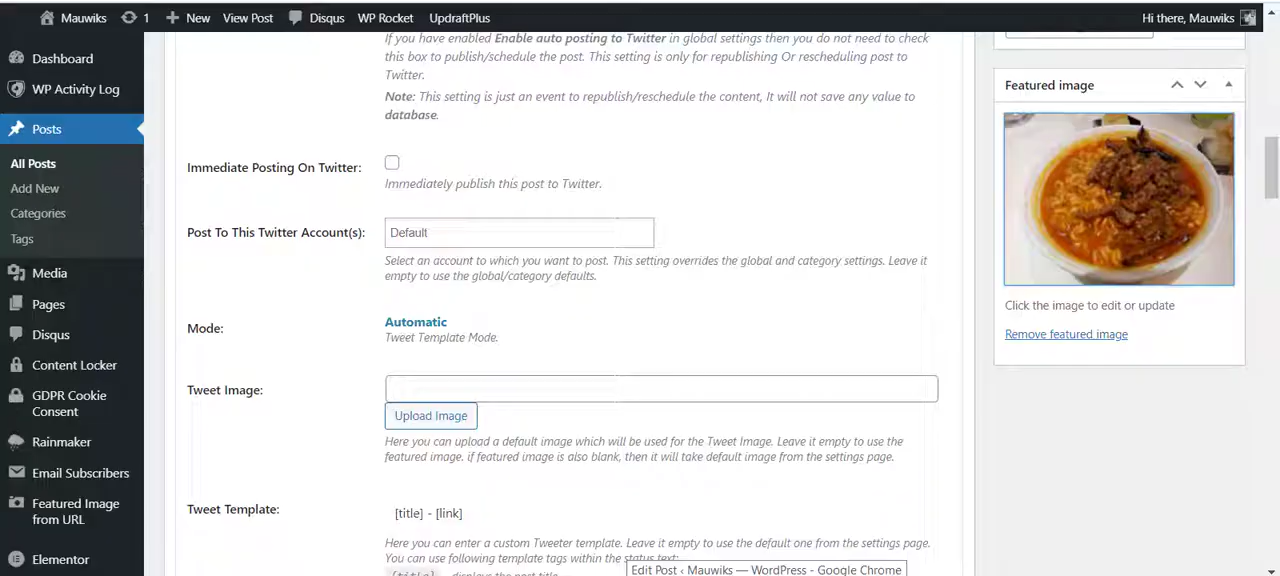 Mauwiks 1 New View Post Disqus WP Rocket UpdraftPlus Hi there, Mauwiks
Dashboard
WP Activity Log
Posts
All Posts
Add New
Categories
Tags
Media
Pages
Disqus
Content Locker
GDPR Cookie
Consent
Rainmaker
Email Subscribers
Featured Image
from URL
Elementor
If you have enabled Enable auto posting to Twitter in global settings then you do not need to check
this box to publish/schedule the post. This setting is only for republishing Or rescheduling post to
Twitter.
Note: This setting is just an event to republish/reschedule the content, It will not save any value to
database.
Immediate Posting On Twitter:
Immediately publish this post to Twitter.
Post To This Twitter Account(s):
Default
Select an account to which you want to post. This setting overrides the global and category settings. Leave it
empty to use the global/category defaults.
Mode:
Automatic
Tweet Template Mode.
Tweet Image:
Upload Image
Here you can upload a default image which will be used for the Tweet Image. Leave it empty to use the
featured image. if featured image is also blank, then it will take default image from the settings page.
Tweet Template:
[title] - [link]
Here you can enter a custom Tweeter template. Leave it empty to use the default one from the settings page.
You can use following template tags within the status text:
[title] - displays the post title
Edit Post ‹ Mauwiks — WordPress - Google Chrome
Featured image
Click the image to edit or update
Remove featured image